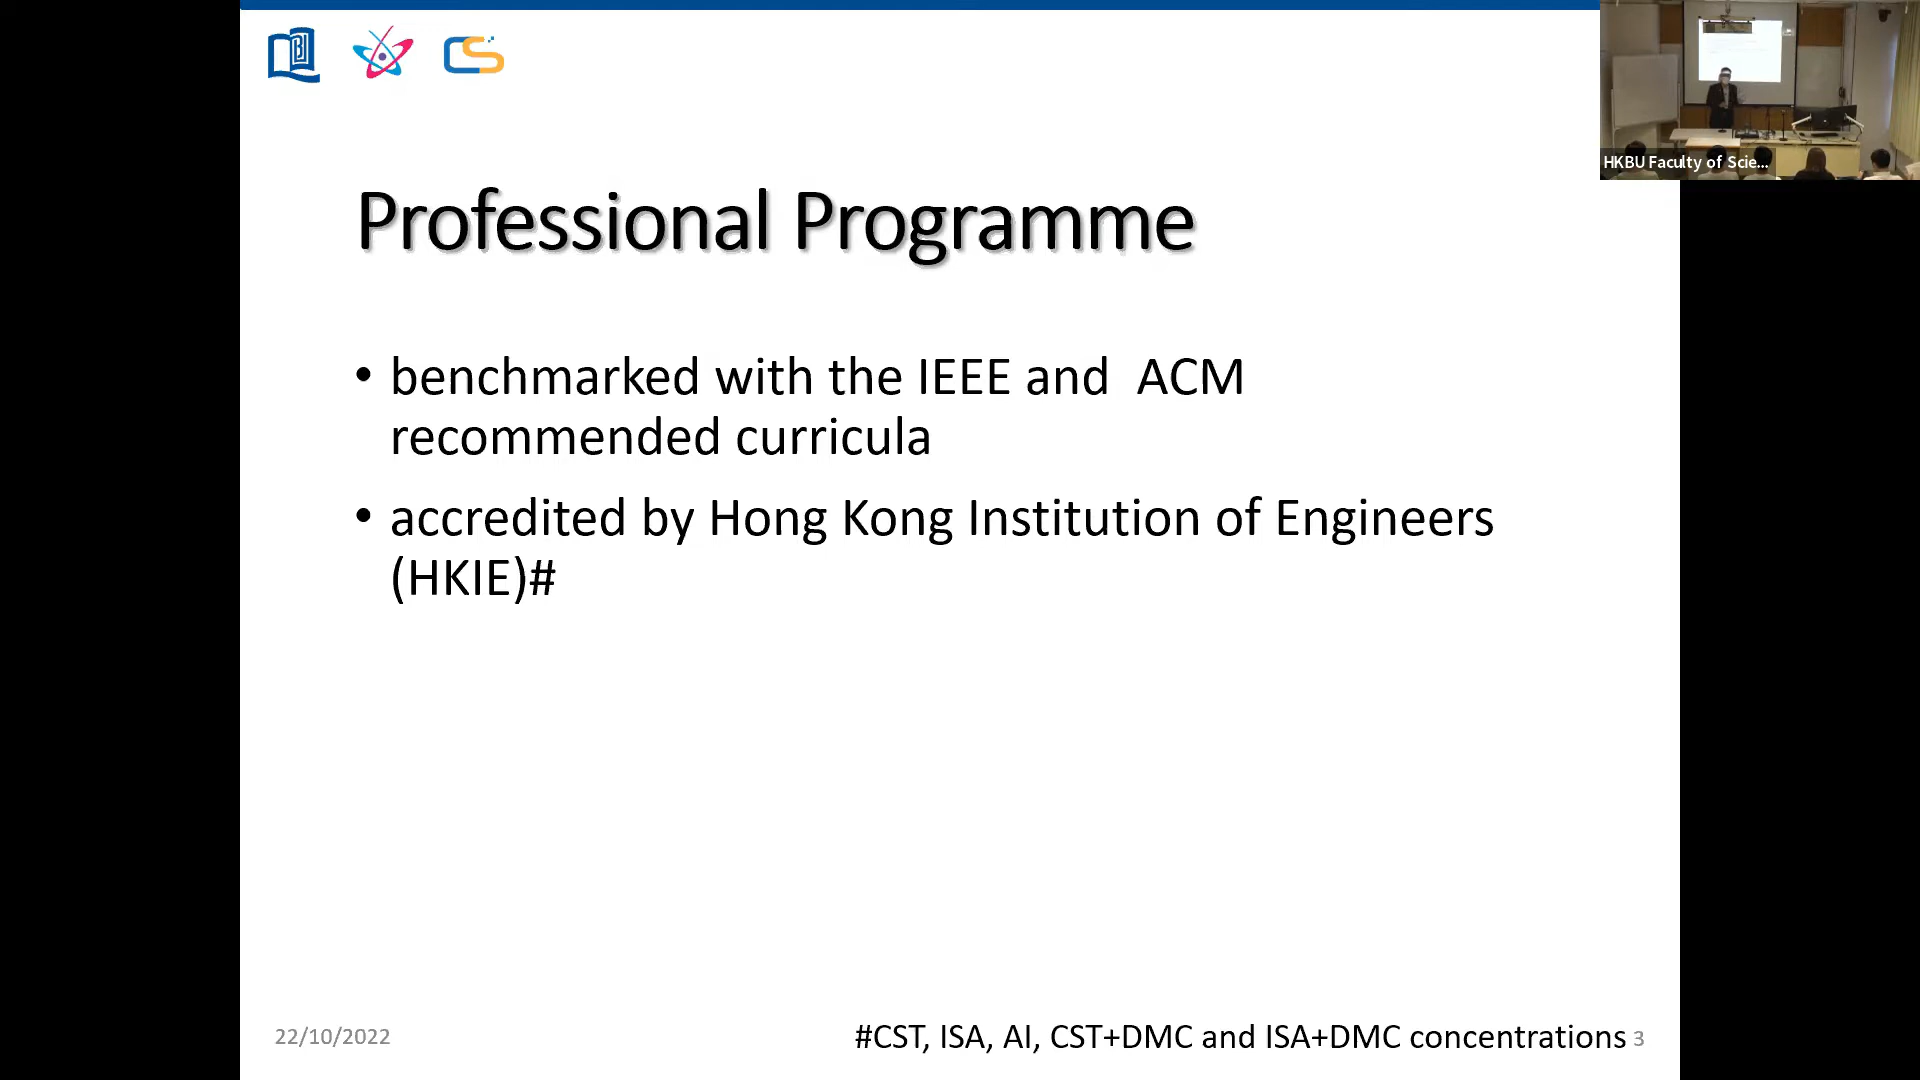 HKBU Faculty of Scie...
Professional Programme
• benchmarked with the IEEE and  ACM
recommended curricula
• accredited by Hong Kong Institution of Engineers
(HKIE)#
22/10/2022
#CST, ISA, AI, CST+DMC and ISA+DMC concentrations 3